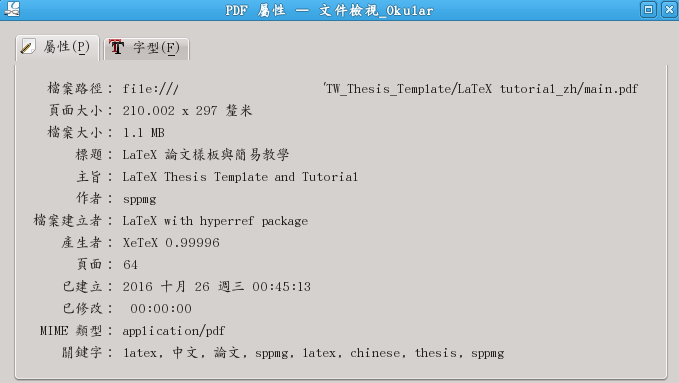 PDF 屬性 — 文件檢視_Okular
屬性(P) 字型(F)
檔案路徑： file:/// TW_Thesis_Template/LaTeX tutorial_zh/main.pdf
頁面大小： 210.002 x 297 釐米
檔案大小： 1.1 MB
標題： LaTeX 論文樣板與簡易教學
主旨： LaTeX Thesis Template and Tutorial
作者： sppmg
檔案建立者： LaTeX with hyperref package
產生者： XeTeX 0.99996
頁面： 64
已建立： 2016 十月 26 週三 00:45:13
已修改： 00:00:00
MIME 類型： application/pdf
關鍵字： latex, 中文, 論文, sppmg, latex, chinese, thesis, sppmg